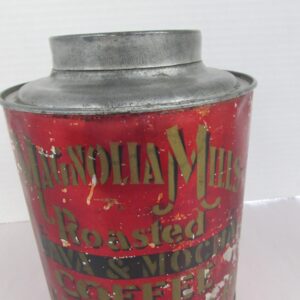 MAGNOLIA MILLS
Roasted
JAVA & MOCHA
COFFEE